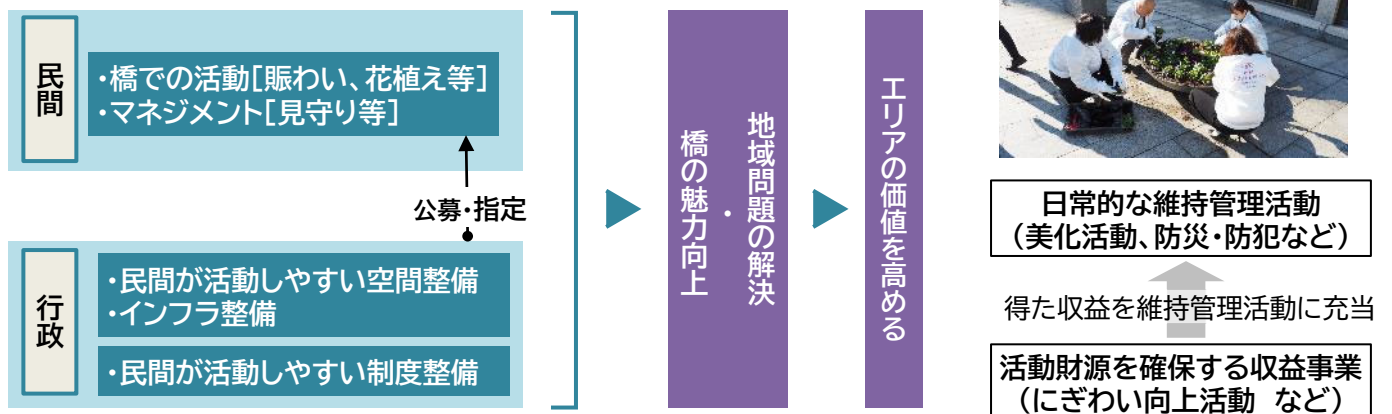 民間
・橋での活動[賑わい、花植え等]
・マネジメント[見守り等]
公募・指定
行政
・民間が活動しやすい空間整備
・インフラ整備
・民間が活動しやすい制度整備
地域問題の解決
・
橋の魅力向上
エリアの価値を高める
日常的な維持管理活動
(美化活動、防災・防犯など)
得た収益を維持管理活動に充当
活動財源を確保する収益事業
(にぎわい向上活動 など)